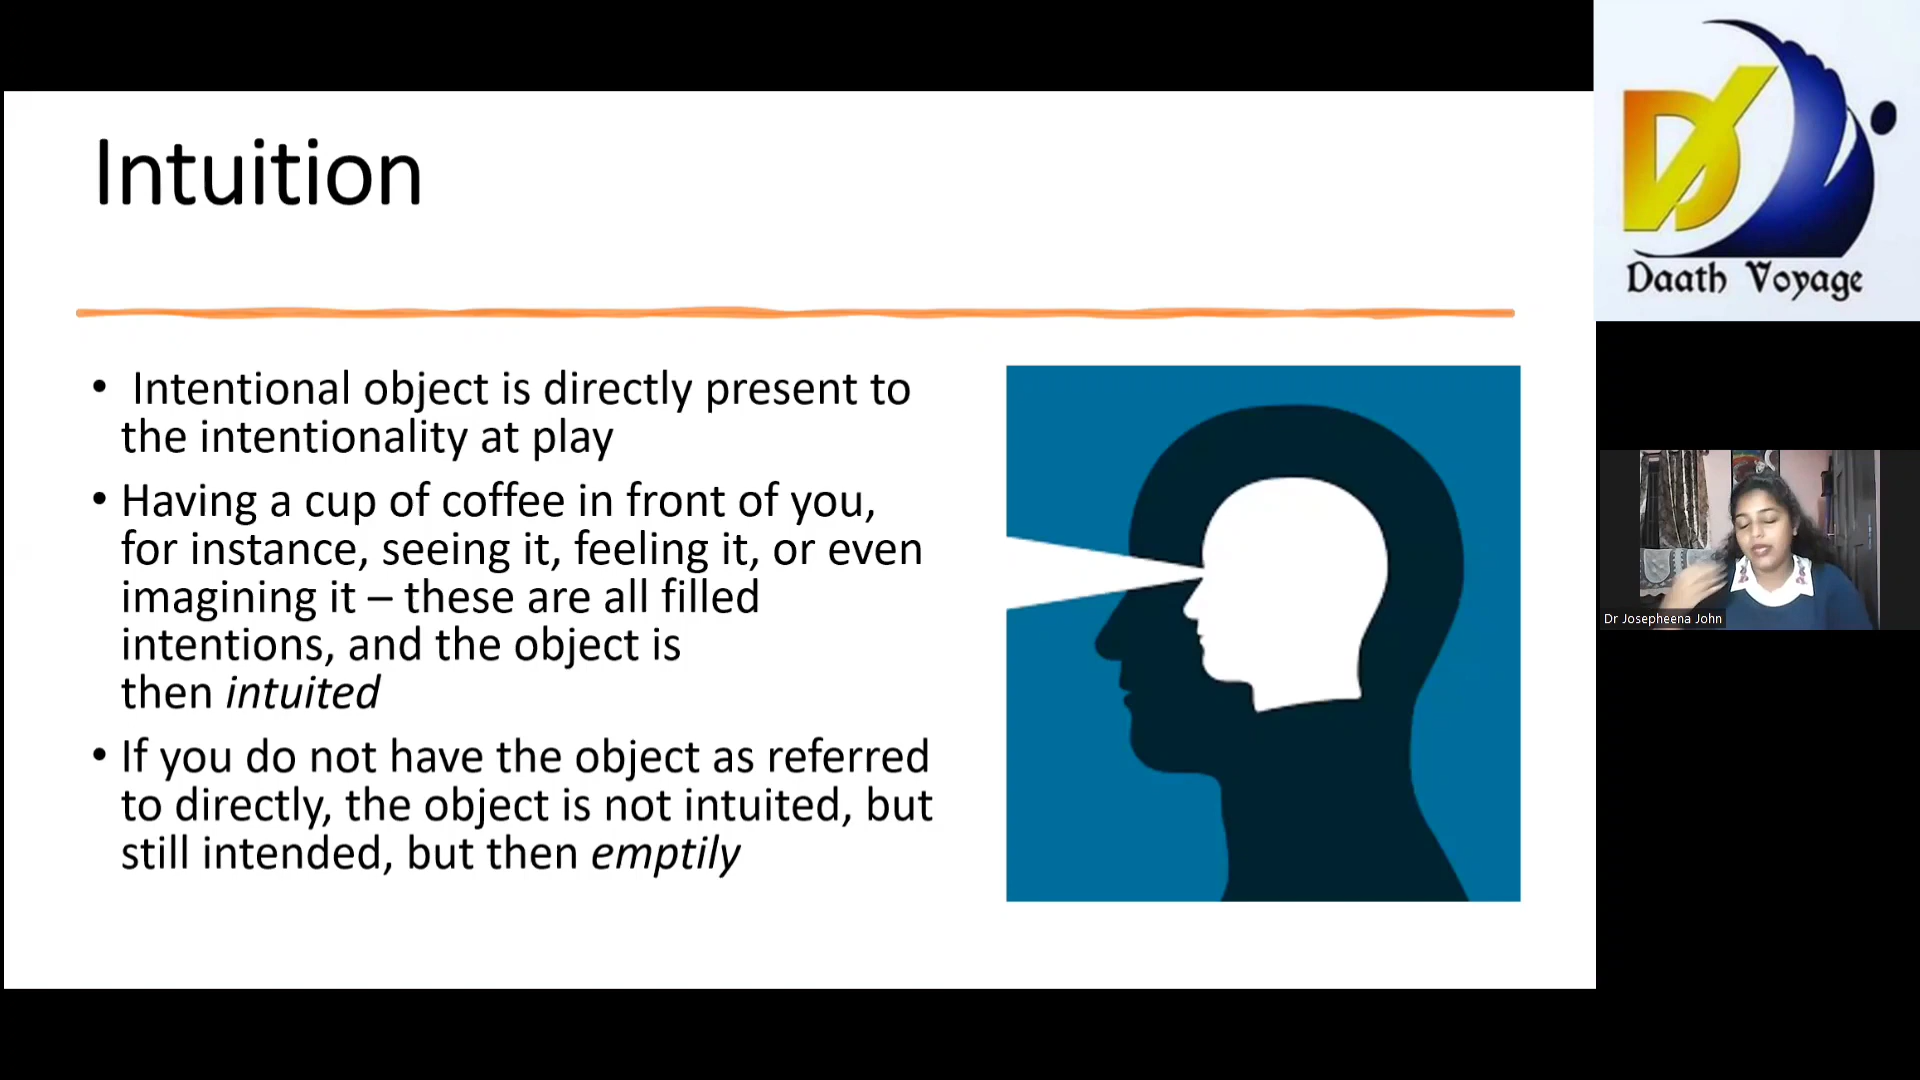 Intuition
• Intentional object is directly present to
the intentionality at play
• Having a cup of coffee in front of you,
for instance, seeing it, feeling it, or even
imagining it – these are all filled
intentions, and the object is
then intuited
• If you do not have the object as referred
to directly, the object is not intuited, but
still intended, but then emptily
DV
Daath Voyage
Dr Josepheena John